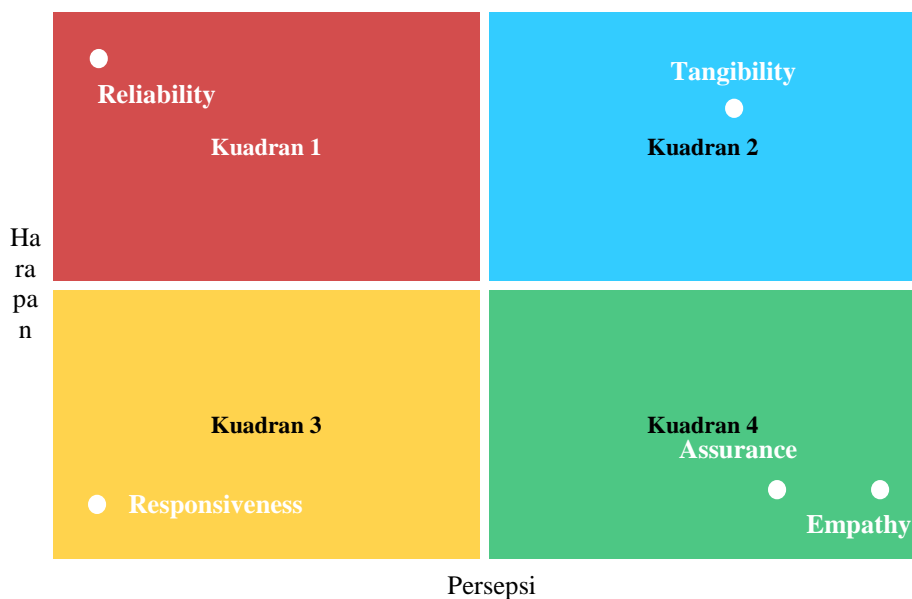 Tangibility
Reliability
Kuadran 1
Kuadran 2
Ha
ra
pa
n
Kuadran 3
Kuadran 4
Assurance
Responsiveness
Empathy
Persepsi